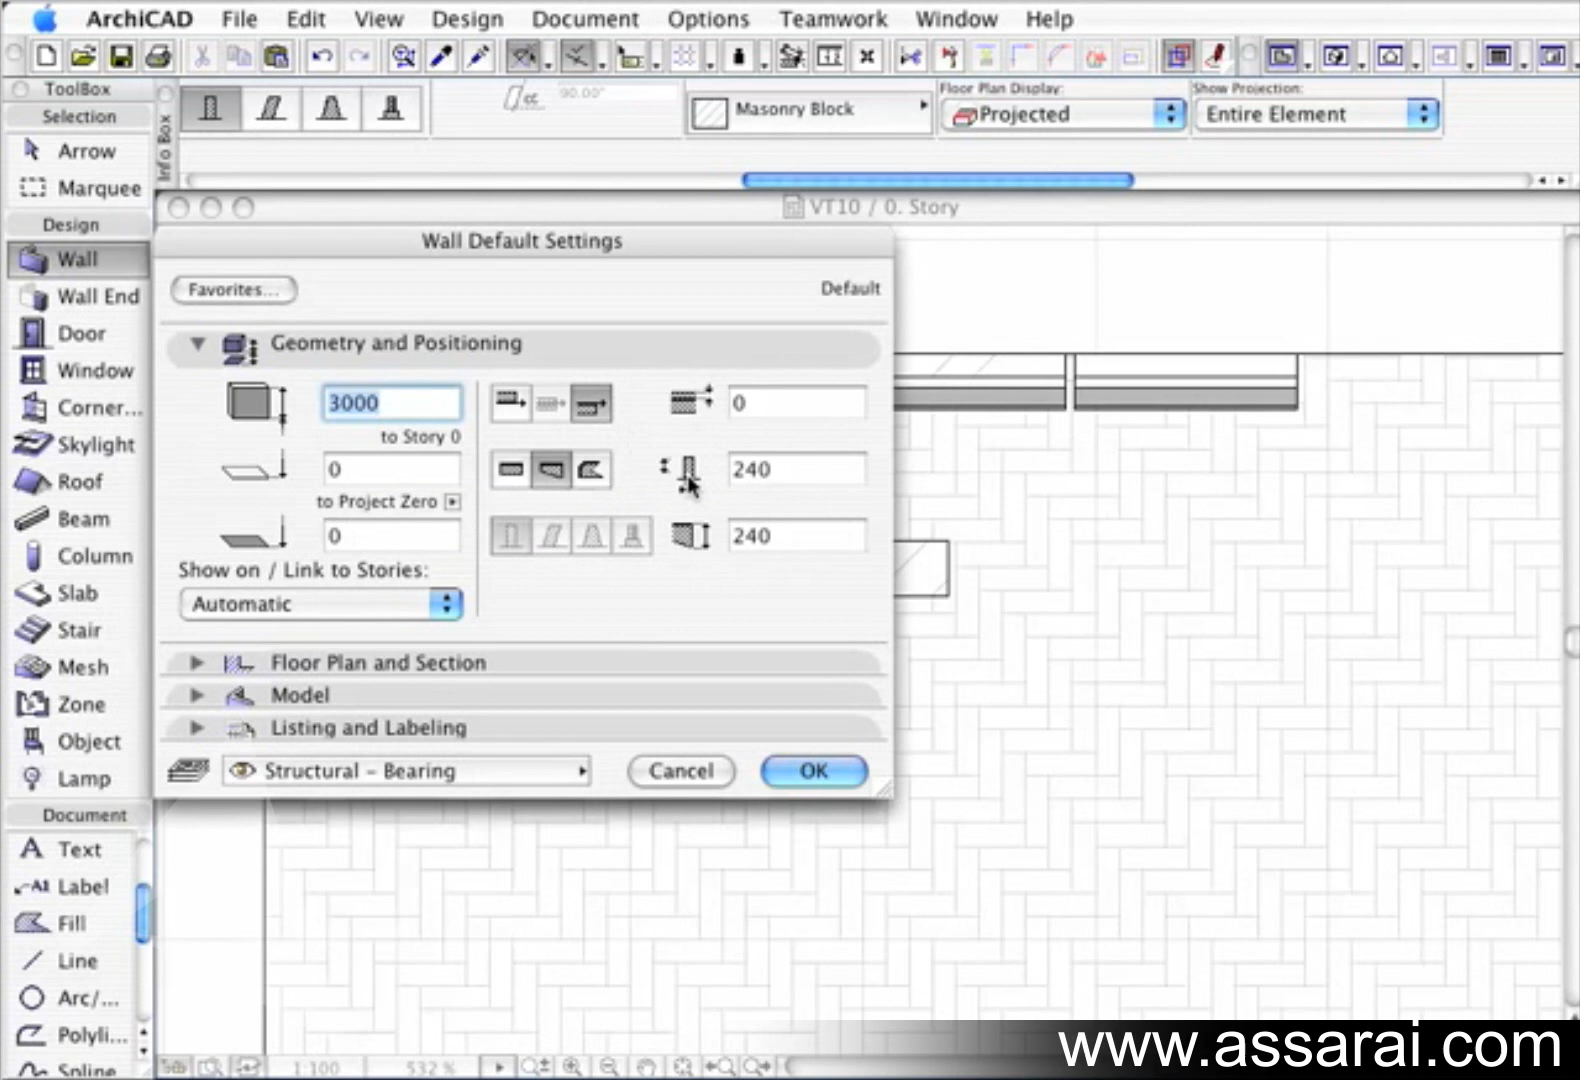 ArchiCAD File Edit View Design Document Options Teamwork Window Help
ToolBox
Selection
Arrow
Marquee
Design
Wall
Wall End
Door
Window
Corner...
Skylight
Roof
Beam
Column
Slab
Stair
Mesh
Zone
Object
Lamp
Document
Text
A1 Label
Fill
Line
Arc/...
Polyli...
Spline
Info Box
α 90.00°
Masonry Block
Floor Plan Display:
Projected
Show Projection:
Entire Element
VT10 / 0. Story
Wall Default Settings
Favorites...
Default
Geometry and Positioning
3000
to Story 0
0
to Project Zero
0
Show on / Link to Stories:
Automatic
0
240
240
Floor Plan and Section
Model
Listing and Labeling
Structural - Bearing
Cancel
OK
1:100
532 %
www.assarai.com